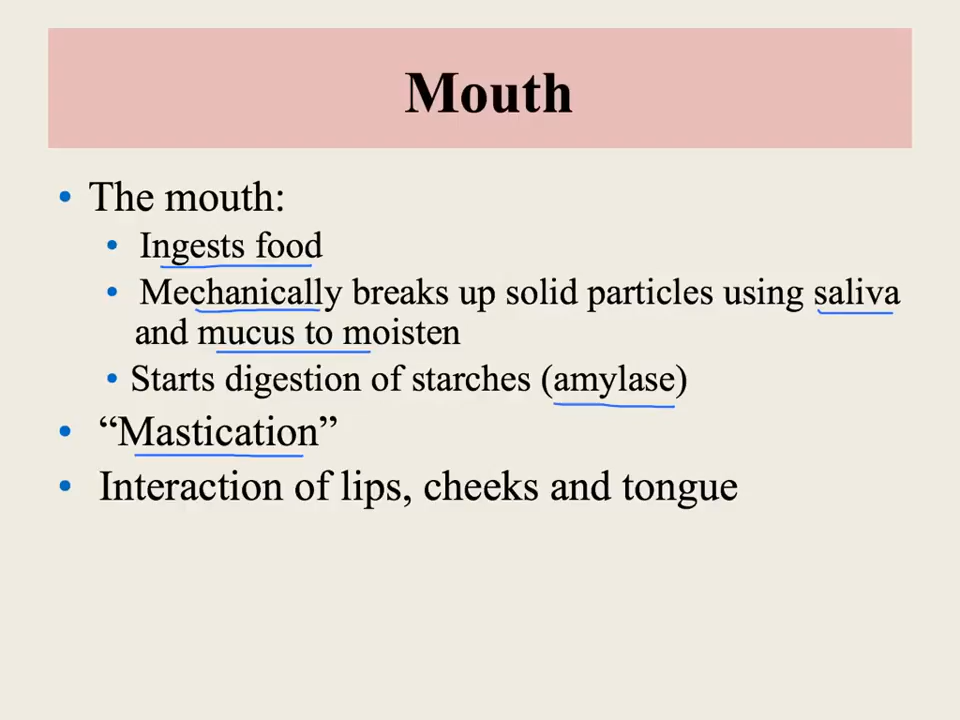 Mouth
• The mouth:
• Ingests food
• Mechanically breaks up solid particles using saliva
and mucus to moisten
• Starts digestion of starches (amylase)
• “Mastication”
• Interaction of lips, cheeks and tongue